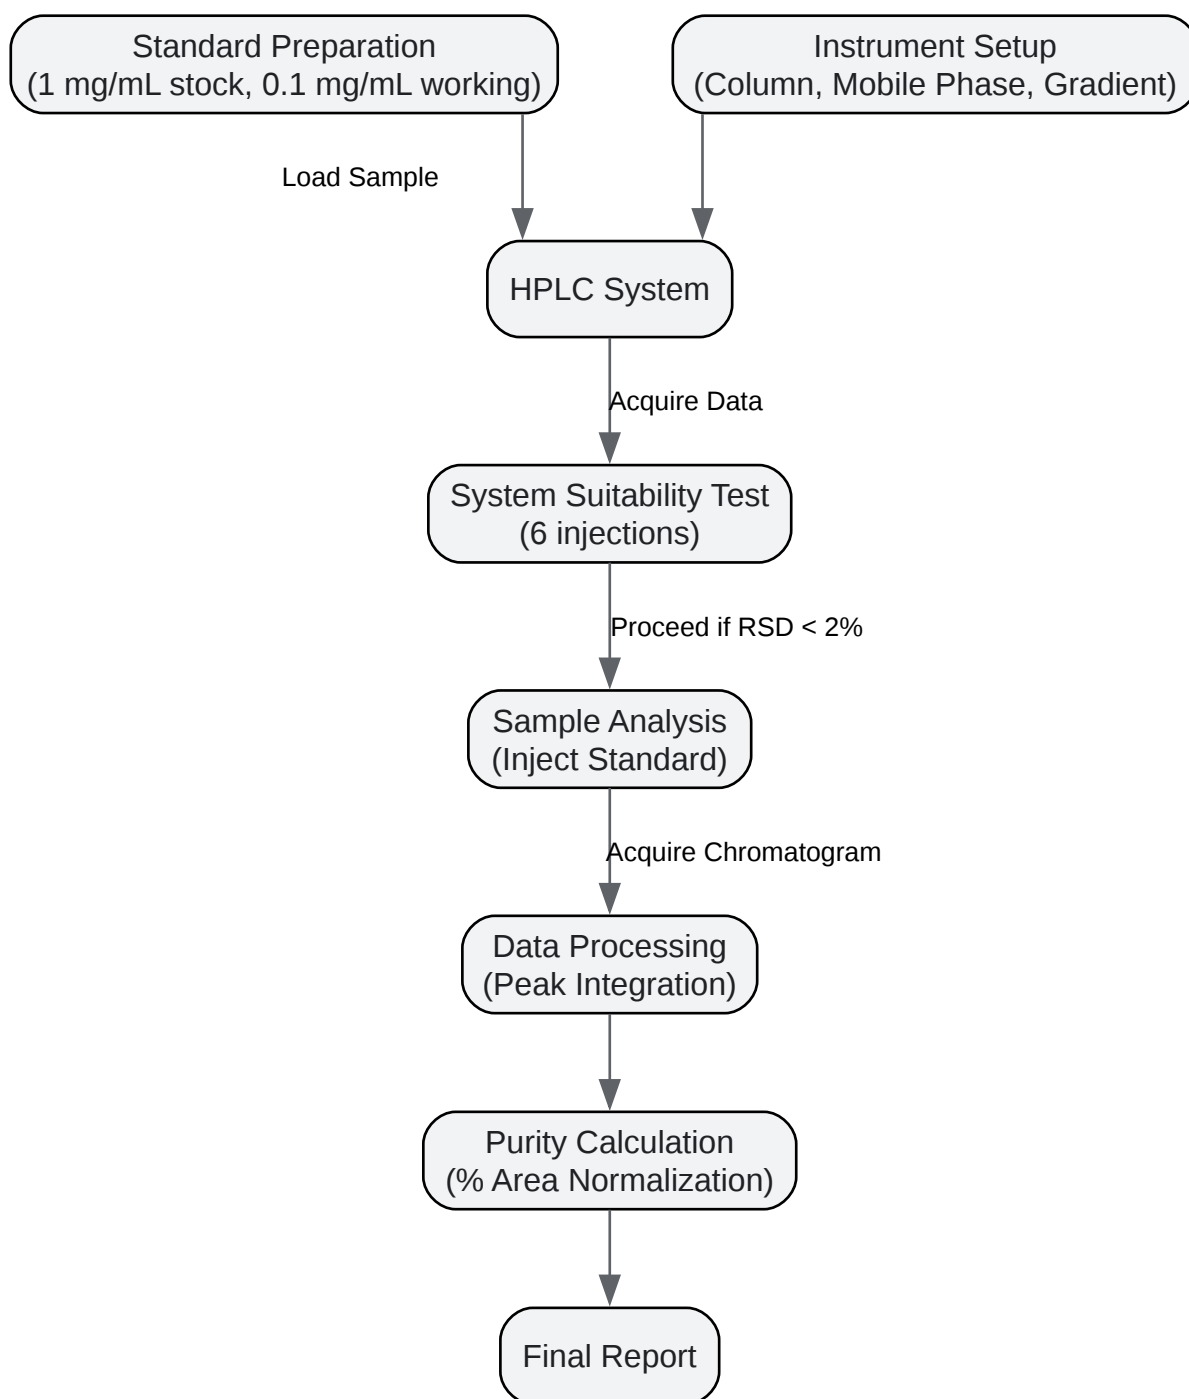 Standard Preparation
(1 mg/mL stock, 0.1 mg/mL working)
Instrument Setup
(Column, Mobile Phase, Gradient)
Load Sample
HPLC System
Acquire Data
System Suitability Test
(6 injections)
Proceed if RSD < 2%
Sample Analysis
(Inject Standard)
Acquire Chromatogram
Data Processing
(Peak Integration)
Purity Calculation
(% Area Normalization)
Final Report